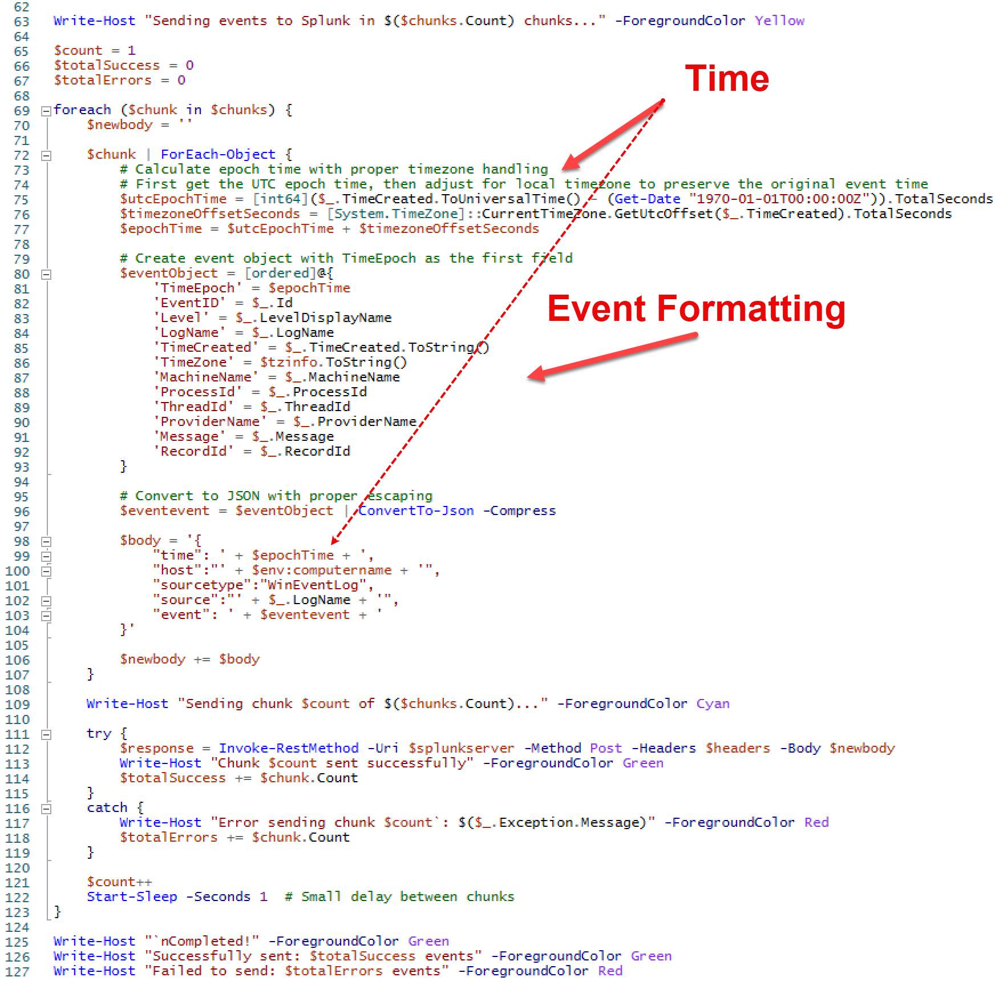 62
63 Write-Host "Sending events to Splunk in $($chunks.Count) chunks..." -ForegroundColor Yellow
64
65 $count = 1
66 $totalSuccess = 0
67 $totalErrors = 0
68
Time
69 foreach ($chunk in $chunks) {
70     $newbody = ''
71
72     $chunk | ForEach-Object {
73         # Calculate epoch time with proper timezone handling
74         # First get the UTC epoch time, then adjust for local timezone to preserve the original event time
75         $utcEpochTime = [int64]($_.TimeCreated.ToUniversalTime() - (Get-Date "1970-01-01T00:00:00Z")).TotalSeconds
76         $timezoneOffsetSeconds = [System.TimeZone]::CurrentTimeZone.GetUtcOffset($_.TimeCreated).TotalSeconds
77         $epochTime = $utcEpochTime + $timezoneOffsetSeconds
78
79         # Create event object with TimeEpoch as the first field
80         $eventObject = [ordered]@{
81             'TimeEpoch' = $epochTime
82             'EventID' = $_.Id
Event Formatting
83             'Level' = $_.LevelDisplayName
84             'LogName' = $_.LogName
85             'TimeCreated' = $_.TimeCreated.ToString()
86             'TimeZone' = $tzinfo.ToString()
87             'MachineName' = $_.MachineName
88             'ProcessId' = $_.ProcessId
89             'ThreadId' = $_.ThreadId
90             'ProviderName' = $_.ProviderName
91             'Message' = $_.Message
92             'RecordId' = $_.RecordId
93         }
94
95         # Convert to JSON with proper escaping
96         $eventevent = $eventObject | ConvertTo-Json -Compress
97
98         $body = '{
99             "time": ' + $epochTime + ',
100             "host":"' + $env:computername + '",
101             "sourcetype":"WinEventLog",
102             "source":"' + $_.LogName + '",
103             "event": ' + $eventevent + '
104         }'
105
106         $newbody += $body
107     }
108
109     Write-Host "Sending chunk $count of $($chunks.Count)..." -ForegroundColor Cyan
110
111     try {
112         $response = Invoke-RestMethod -Uri $splunkserver -Method Post -Headers $headers -Body $newbody
113         Write-Host "Chunk $count sent successfully" -ForegroundColor Green
114         $totalSuccess += $chunk.Count
115     }
116     catch {
117         Write-Host "Error sending chunk $count`: $($_.Exception.Message)" -ForegroundColor Red
118         $totalErrors += $chunk.Count
119     }
120
121     $count++
122     Start-Sleep -Seconds 1  # Small delay between chunks
123 }
124
125 Write-Host "`nCompleted!" -ForegroundColor Green
126 Write-Host "Successfully sent: $totalSuccess events" -ForegroundColor Green
127 Write-Host "Failed to send: $totalErrors events" -ForegroundColor Red